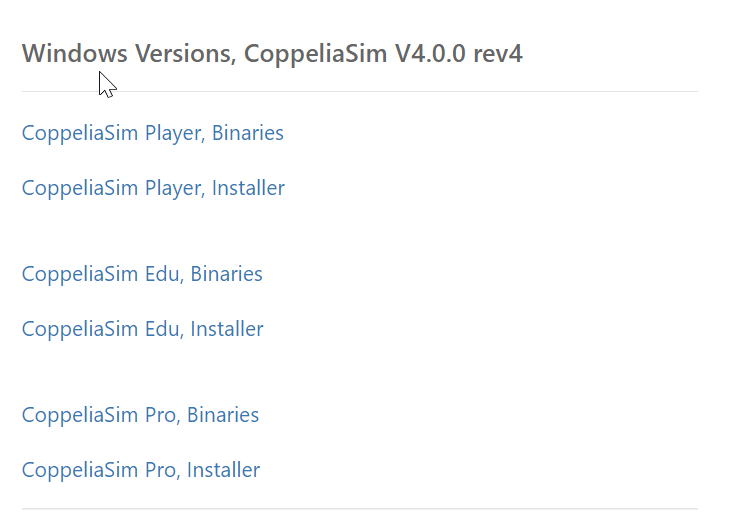 Windows Versions, CoppeliaSim V4.0.0 rev4
CoppeliaSim Player, Binaries
CoppeliaSim Player, Installer
CoppeliaSim Edu, Binaries
CoppeliaSim Edu, Installer
CoppeliaSim Pro, Binaries
CoppeliaSim Pro, Installer